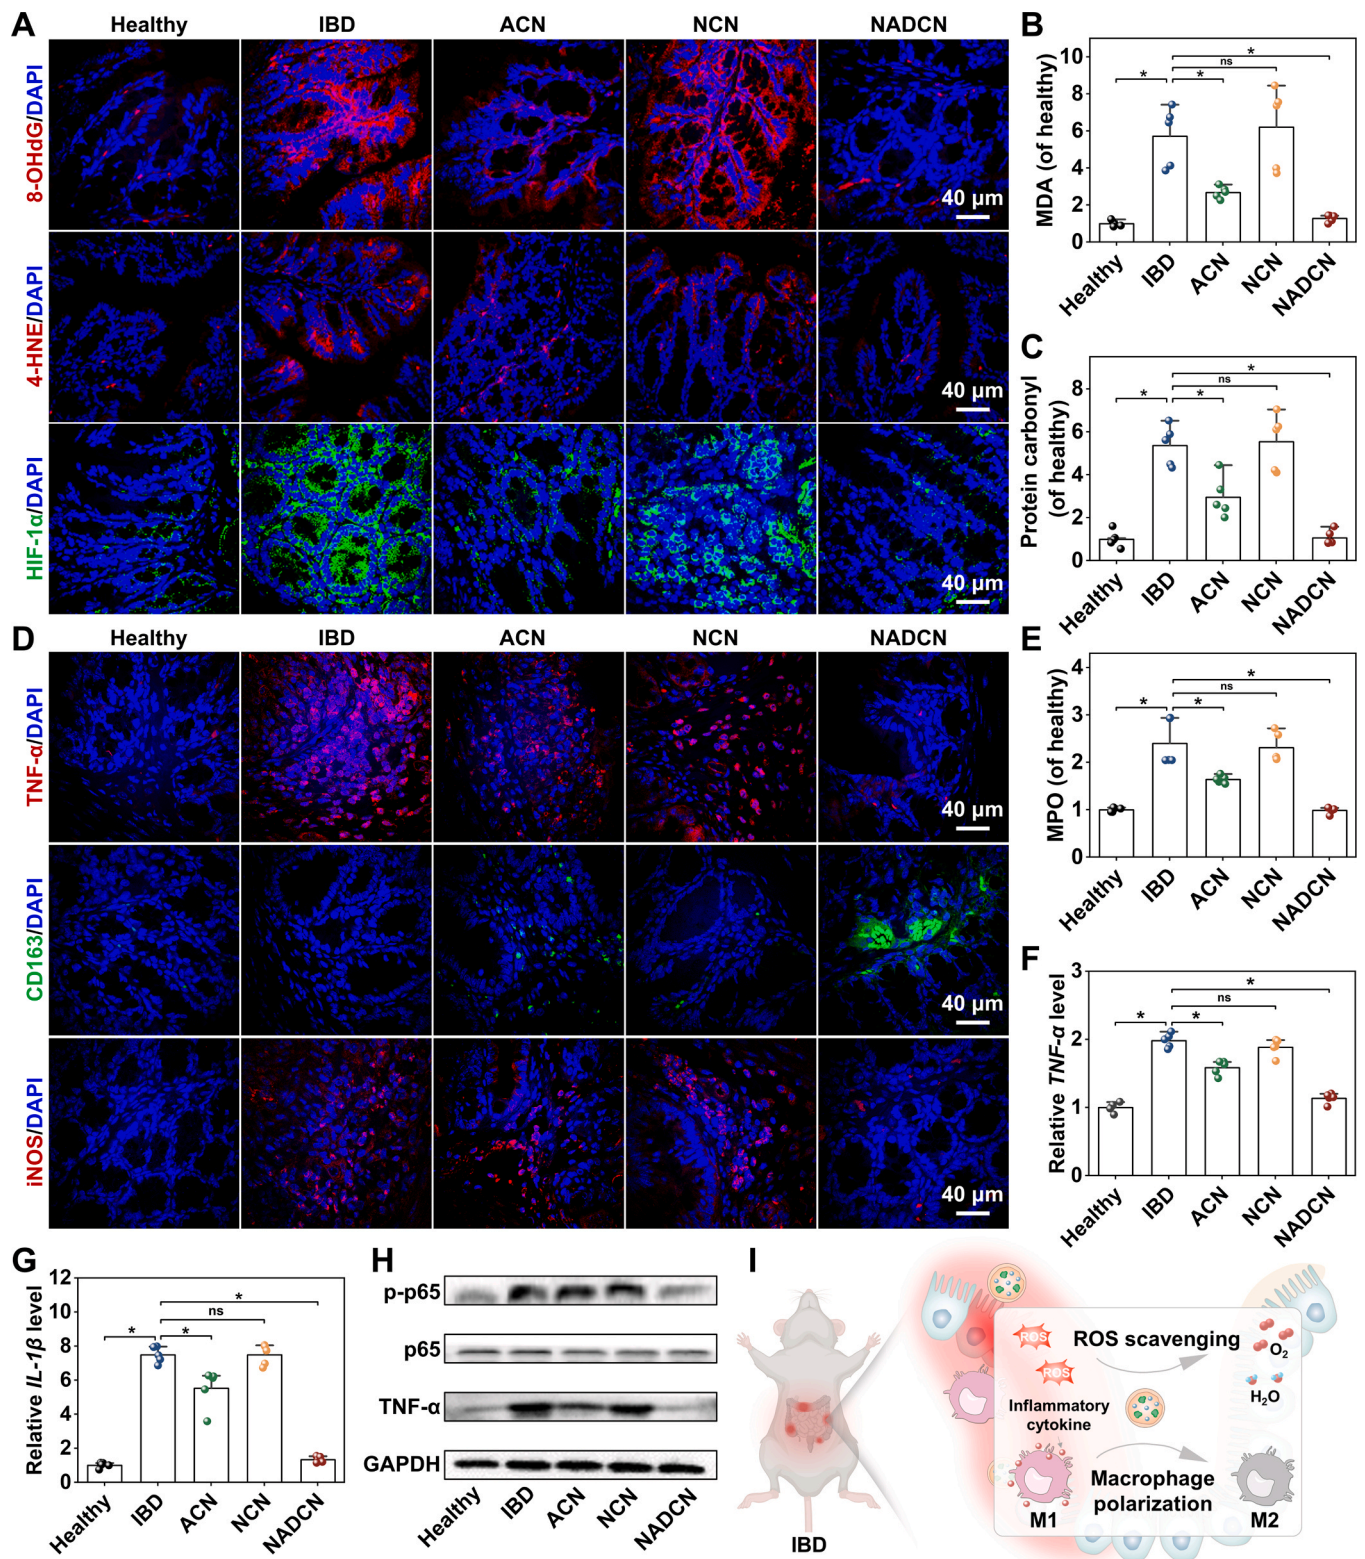 A
Healthy IBD ACN NCN NADCN
8-OHdG/DAPI
40 μm
4-HNE/DAPI
40 μm
HIF-1α/DAPI
40 μm
B
MDA (of healthy)
10
8
6
4
2
0
* * ns *
Healthy IBD ACN NCN NADCN
C
Protein carbonyl
(of healthy)
8
6
4
2
0
* * ns *
Healthy IBD ACN NCN NADCN
D
Healthy IBD ACN NCN NADCN
TNF-α/DAPI
40 μm
CD163/DAPI
40 μm
iNOS/DAPI
40 μm
E
MPO (of healthy)
4
3
2
1
0
* * ns *
Healthy IBD ACN NCN NADCN
F
Relative TNF-α level
3
2
1
0
* * ns *
Healthy IBD ACN NCN NADCN
G
Relative IL-1β level
12
10
8
6
4
2
0
* * ns *
Healthy IBD ACN NCN NADCN
H
p-p65
p65
TNF-α
GAPDH
Healthy IBD ACN NCN NADCN
I
IBD
ROS
ROS
ROS scavenging
O₂
H₂O
Inflammatory
cytokine
Macrophage
polarization
M1
M2